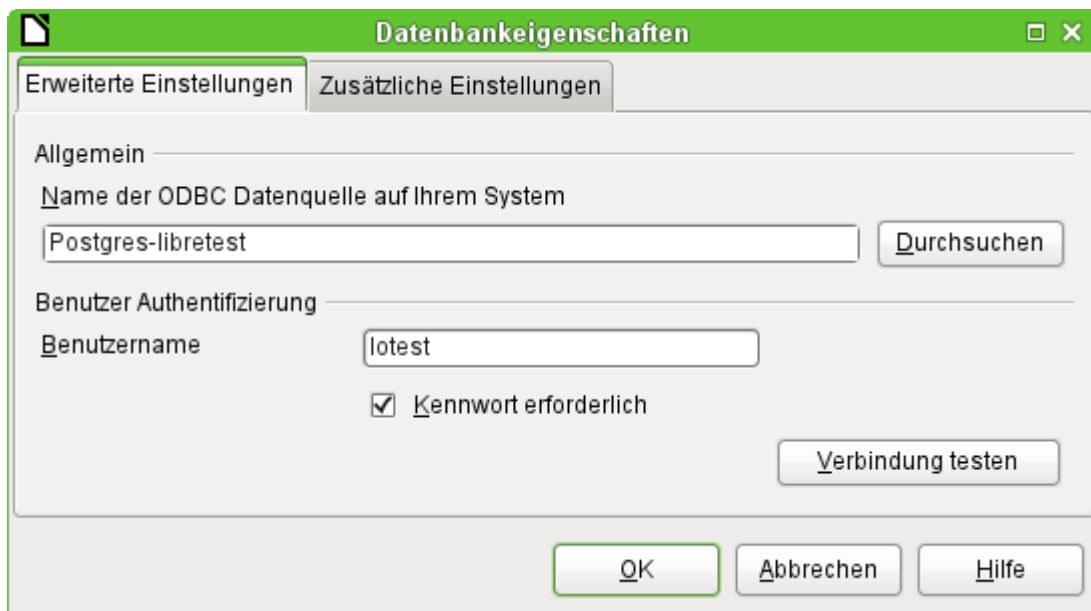 Datenbankeigenschaften
Erweiterte Einstellungen
Zusätzliche Einstellungen
Allgemein
Name der ODBC Datenquelle auf Ihrem System
Postgres-libretest
Durchsuchen
Benutzer Authentifizierung
Benutzername
lotest
Kennwort erforderlich
Verbindung testen
OK
Abbrechen
Hilfe